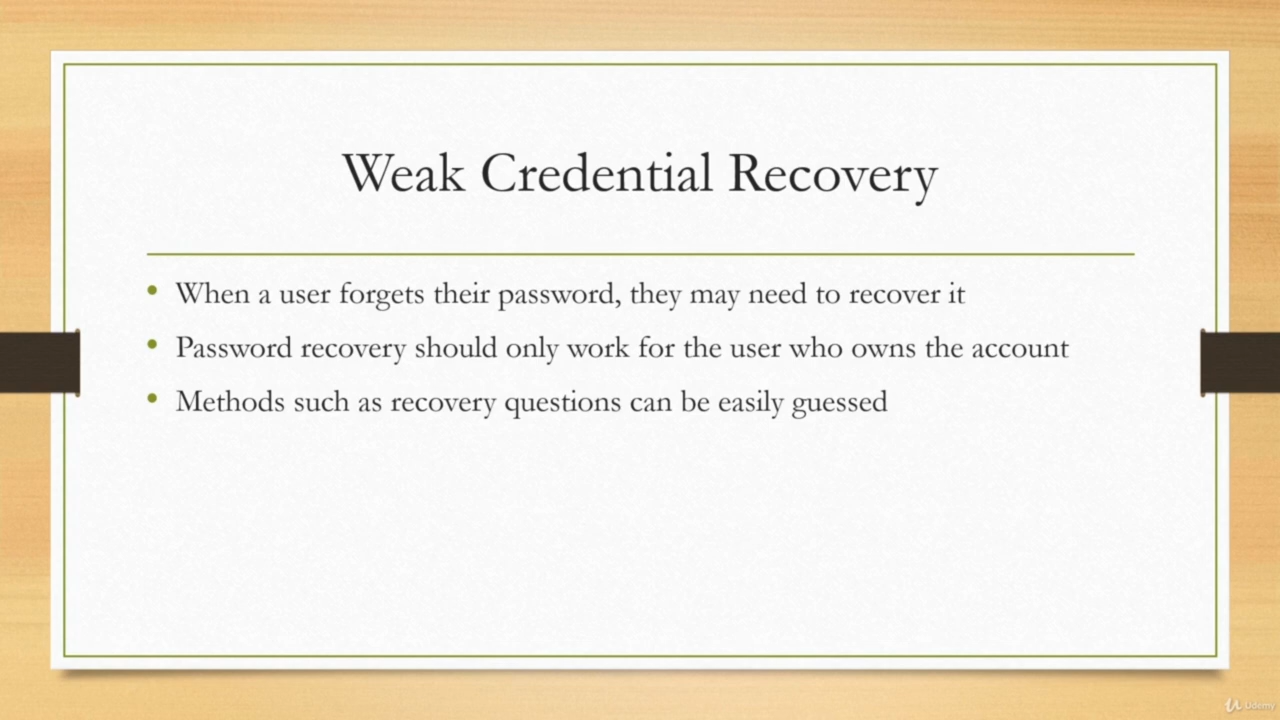 Weak Credential Recovery
• When a user forgets their password, they may need to recover it
• Password recovery should only work for the user who owns the account
• Methods such as recovery questions can be easily guessed
Udemy